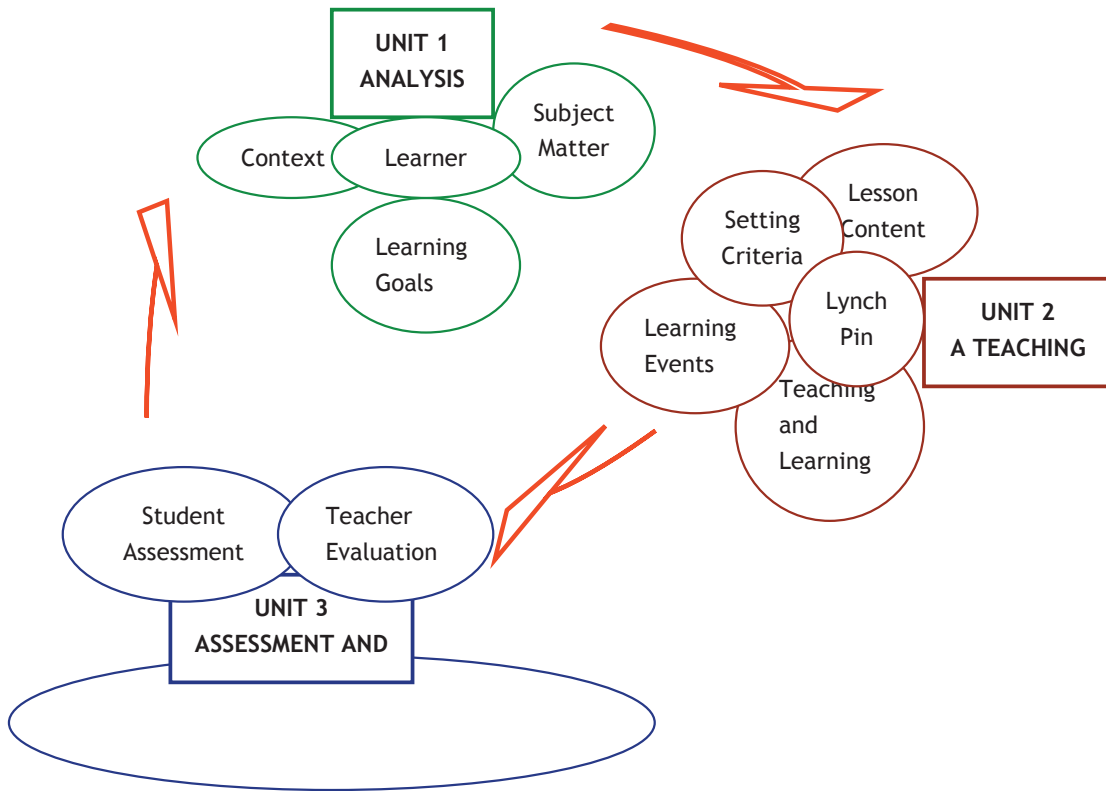 UNIT 1
ANALYSIS
Subject
Matter
Context
Learner
Learning
Goals
Lesson
Content
Setting
Criteria
Lynch
Pin
Learning
Events
Teaching
and
Learning
UNIT 2
A TEACHING
Student
Assessment
Teacher
Evaluation
UNIT 3
ASSESSMENT AND